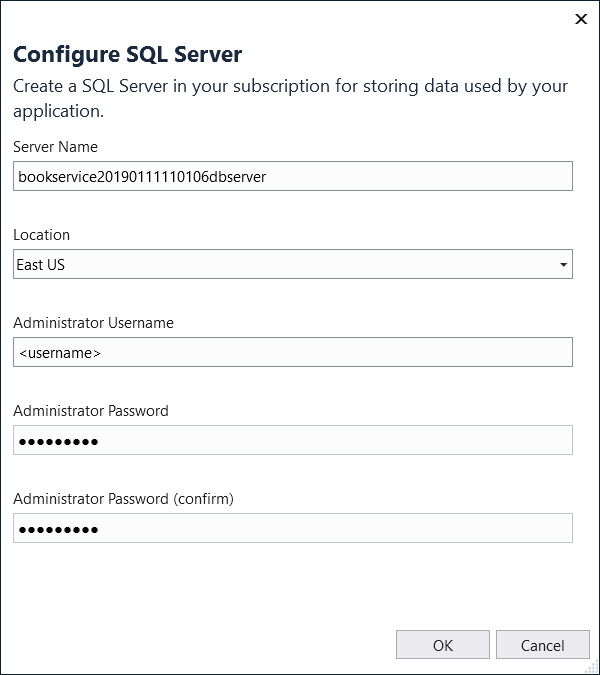 Configure SQL Server
Create a SQL Server in your subscription for storing data used by your
application.
Server Name
bookservice20190111110106dbserver
Location
East US
Administrator Username
<username>
Administrator Password
●●●●●●●●●
Administrator Password (confirm)
●●●●●●●●●
OK
Cancel